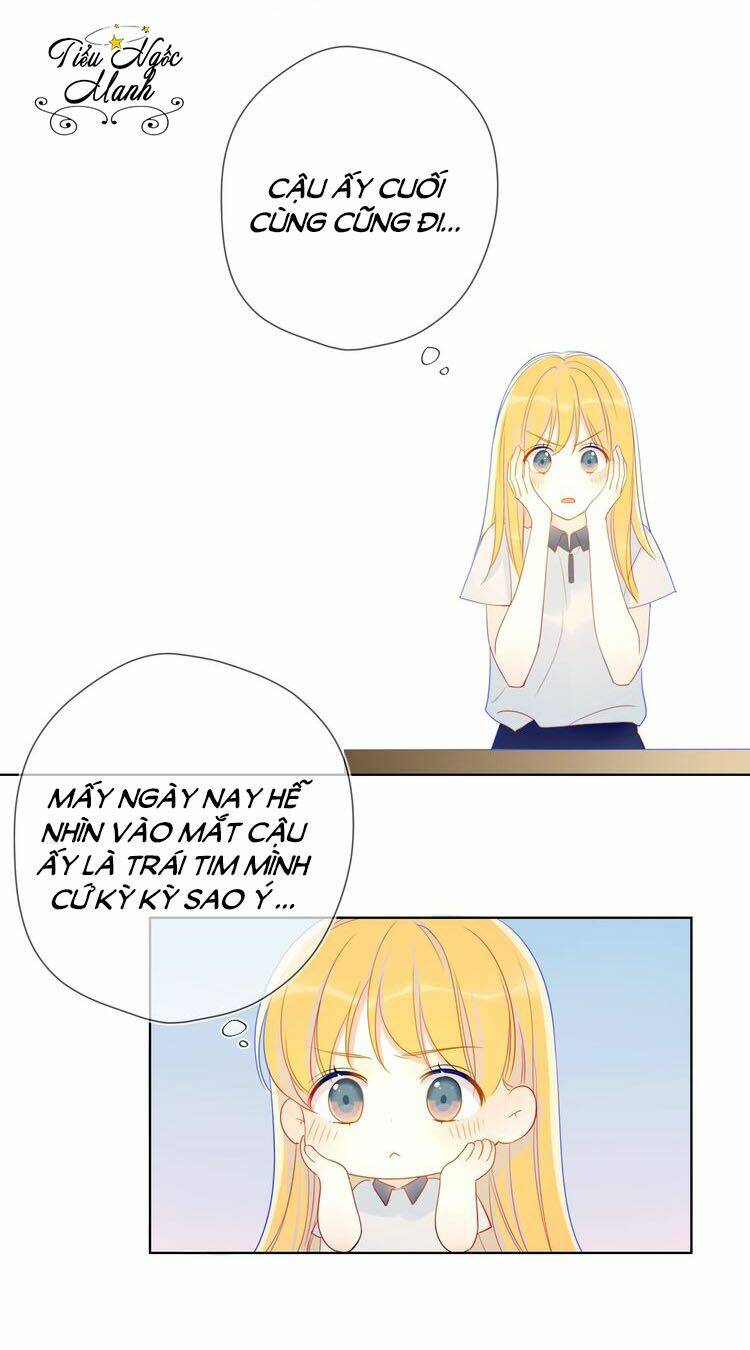 Tiểu Ngốc
Manh
CẬU ẤY CUỐI
CÙNG CŨNG ĐI...
MẤY NGÀY NAY HỄ
NHÌN VÀO MẮT CẬU
ẤY LÀ TRÁI TIM MÌNH
CỨ KỲ KỲ SAO Ý ...